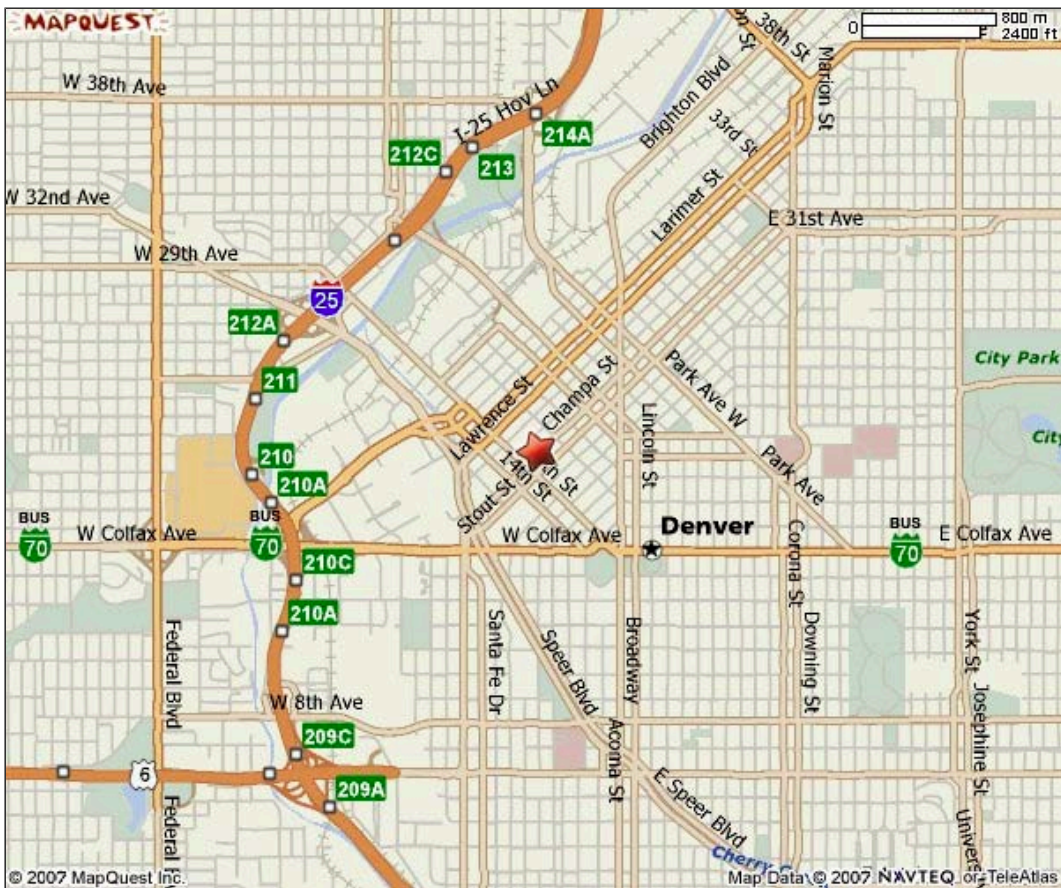 MAPQUEST
0 800 m
2400 ft
38th St
Marion St
W 38th Ave
I-25 Hov Ln
Brighton Blvd
214A
33rd St
212C
213
W 32nd Ave
Larimer St
E 31st Ave
W 29th Ave
25
212A
City Park
Champa St
Park Ave W
211
Lawrence St
Lincoln St
City
210
14th St
th St
Park Ave
210A
Stout St
BUS
70
W Colfax Ave
BUS
70
W Colfax Ave
Denver
BUS
70
E Colfax Ave
210C
Corona St
210A
Federal Blvd
Santa Fe Dr
Speer Blvd
Broadway
Downing St
York St
W 8th Ave
Josephine St
209C
Acoma St
6
209A
E Speer Blvd
Federal
Cherry
© 2007 MapQuest Inc.
Map Data © 2007 NAVTEQ or TeleAtlas